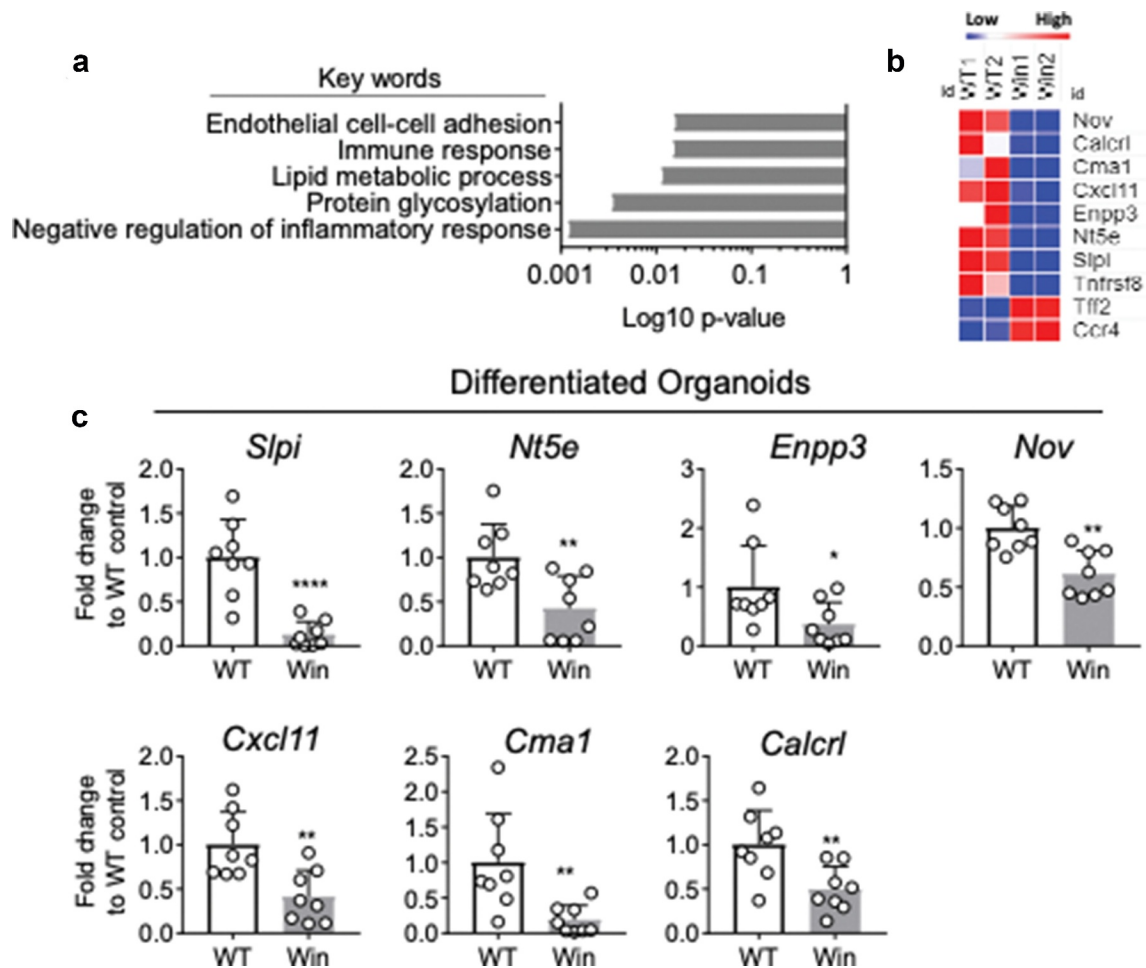 a
Key words
Endothelial cell-cell adhesion
Immune response
Lipid metabolic process
Protein glycosylation
Negative regulation of inflammatory response
0.001 0.01 0.1 1
Log10 p-value
b
Low High
WT1 WT2 Win1 Win2
id id
Nov
Calcrl
Cma1
Cxcl11
Enpp3
Nt5e
Slpi
Tnfrsf8
Tff2
Ccr4
Differentiated Organoids
c
Slpi Nt5e Enpp3 Nov
Fold change
to WT control
2.0 2.0 3 1.5
1.5 1.5 2 1.0
1.0 1.0 1 0.5
0.5 0.5
0.0 0.0 0 0.0
**** ** * **
WT Win WT Win WT Win WT Win
Cxcl11 Cma1 Calcrl
Fold change
to WT control
2.0 2.5 2.0
1.5 2.0 1.5
1.0 1.5 1.0
0.5 1.0 0.5
0.0 0.5 0.0
0.0
** ** **
WT Win WT Win WT Win